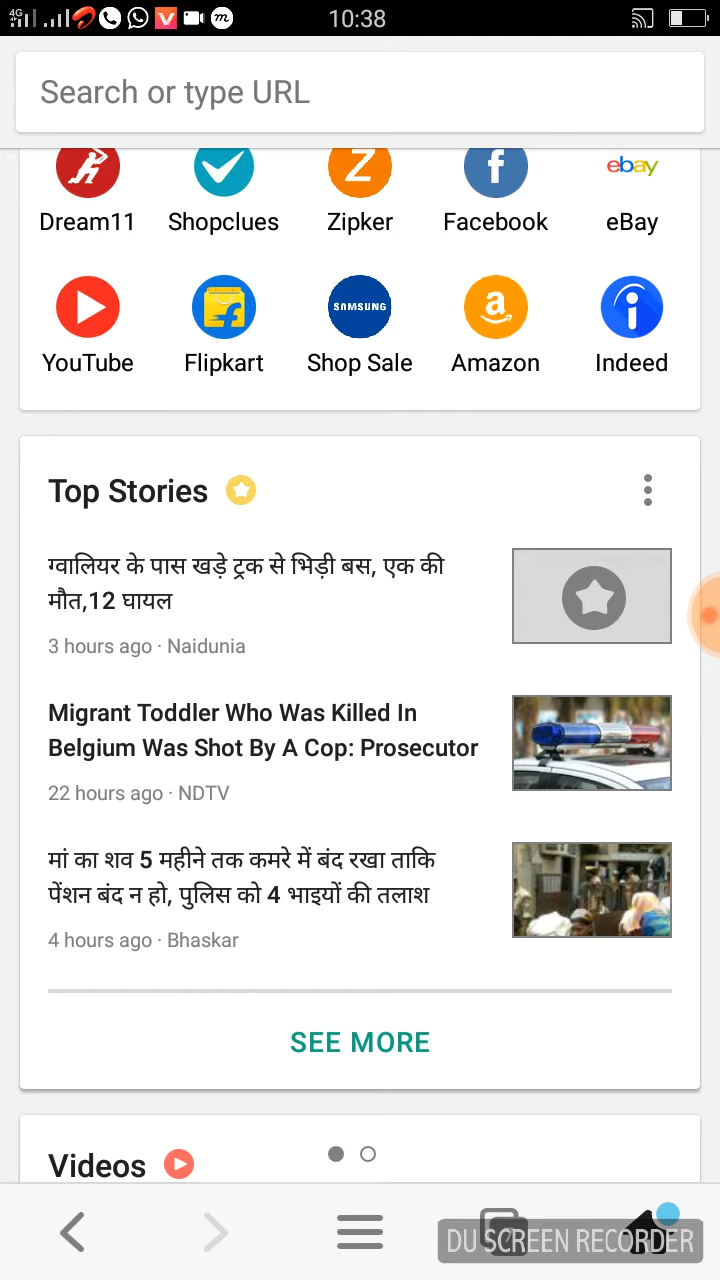 4G
10:38
Search or type URL
Z
f
ebay
Dream11
Shopclues
Zipker
Facebook
eBay
SAMSUNG
a
YouTube
Flipkart
Shop Sale
Amazon
Indeed
Top Stories
ग्वालियर के पास खड़े ट्रक से भिड़ी बस, एक की
मौत,12 घायल
3 hours ago · Naidunia
Migrant Toddler Who Was Killed In
Belgium Was Shot By A Cop: Prosecutor
22 hours ago · NDTV
मां का शव 5 महीने तक कमरे में बंद रखा ताकि
पेंशन बंद न हो, पुलिस को 4 भाइयों की तलाश
4 hours ago · Bhaskar
SEE MORE
Videos
DU SCREEN RECORDER